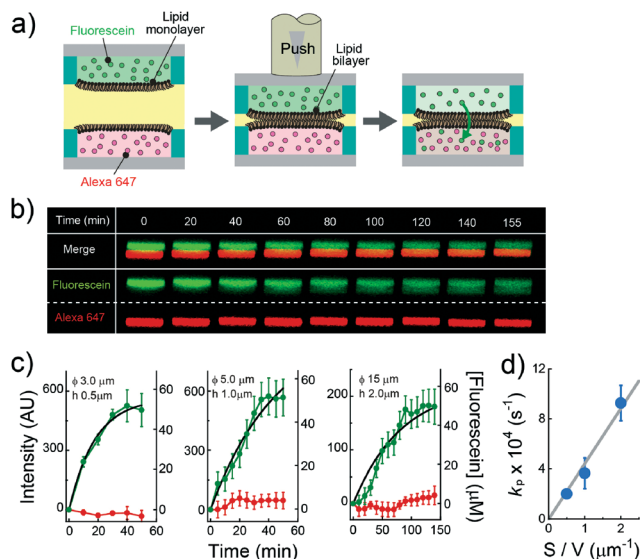 a)
Fluorescein
Lipid
monolayer
Push
Lipid
bilayer
Alexa 647
b)
Time (min) 0 20 40 60 80 100 120 140 155
Merge
Fluorescein
Alexa 647
c)
d)
Intensity (AU)
600
300
0
ϕ 3.0 μm
h 0.5μm
60
40
20
0
0 20 40 60
600
300
0
ϕ 5.0 μm
h 1.0μm
60
40
20
0
0 20 40 60
200
100
0
ϕ 15 μm
h 2.0μm
60
40
20
0
0 50 100 150
[Fluorescein]
(μM)
Time (min)
kp x 10⁴ (s⁻¹)
12
8
4
0
0 1 2
S / V (μm⁻¹)